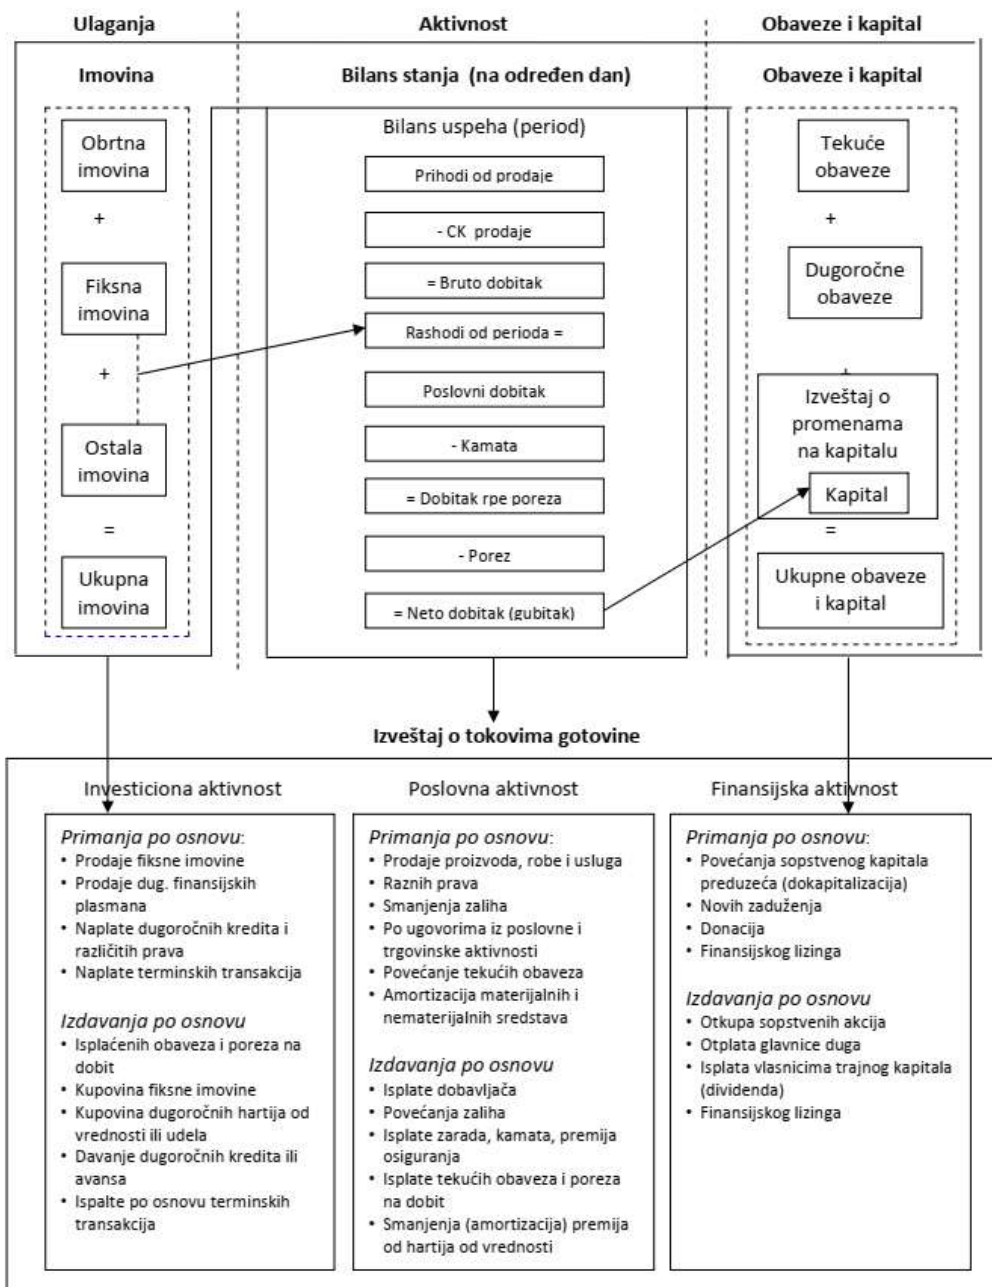 Ulaganja
Aktivnost
Obaveze i kapital
Imovina
Bilans stanja (na određen dan)
Obaveze i kapital
Obrtna
imovina
+
Fiksna
imovina
+
Ostala
imovina
=
Ukupna
imovina
Bilans uspeha (period)
Prihodi od prodaje
- CK prodaje
= Bruto dobitak
Rashodi od perioda =
Poslovni dobitak
- Kamata
= Dobitak rpe poreza
- Porez
= Neto dobitak (gubitak)
Tekuće
obaveze
+
Dugoročne
obaveze
+
Izveštaj o
promenama
na kapitalu
Kapital
=
Ukupne obaveze
i kapital
Izveštaj o tokovima gotovine
Investiciona aktivnost
Primanja po osnovu:
• Prodaje fiksne imovine
• Prodaje dug. finansijskih
plasmana
• Naplate dugoročnih kredita i
različitih prava
• Naplate terminskih transakcija
Izdavanja po osnovu
• Isplaćenih obaveza i poreza na
dobit
• Kupovina fiksne imovine
• Kupovina dugoročnih hartija od
vrednosti ili udela
• Davanje dugoročnih kredita ili
avansa
• Ispalte po osnovu terminskih
transakcija
Poslovna aktivnost
Primanja po osnovu:
• Prodaje proizvoda, robe i usluga
• Raznih prava
• Smanjenja zaliha
• Po ugovorima iz poslovne i
trgovinske aktivnosti
• Povećanje tekućih obaveza
• Amortizacija materijalnih i
nematerijalnih sredstava
Izdavanja po osnovu
• Isplate dobavljača
• Povećanja zaliha
• Isplate zarada, kamata, premija
osiguranja
• Isplate tekućih obaveza i poreza
na dobit
• Smanjenja (amortizacija) premija
od hartija od vrednosti
Finansijska aktivnost
Primanja po osnovu:
• Povećanja sopstvenog kapitala
preduzeća (dokapitalizacija)
• Novih zaduženja
• Donacija
• Finansijskog lizinga
Izdavanja po osnovu
• Otkupa sopstvenih akcija
• Otplata glavnice duga
• Isplata vlasnicima trajnog kapitala
(dividenda)
• Finansijskog lizinga